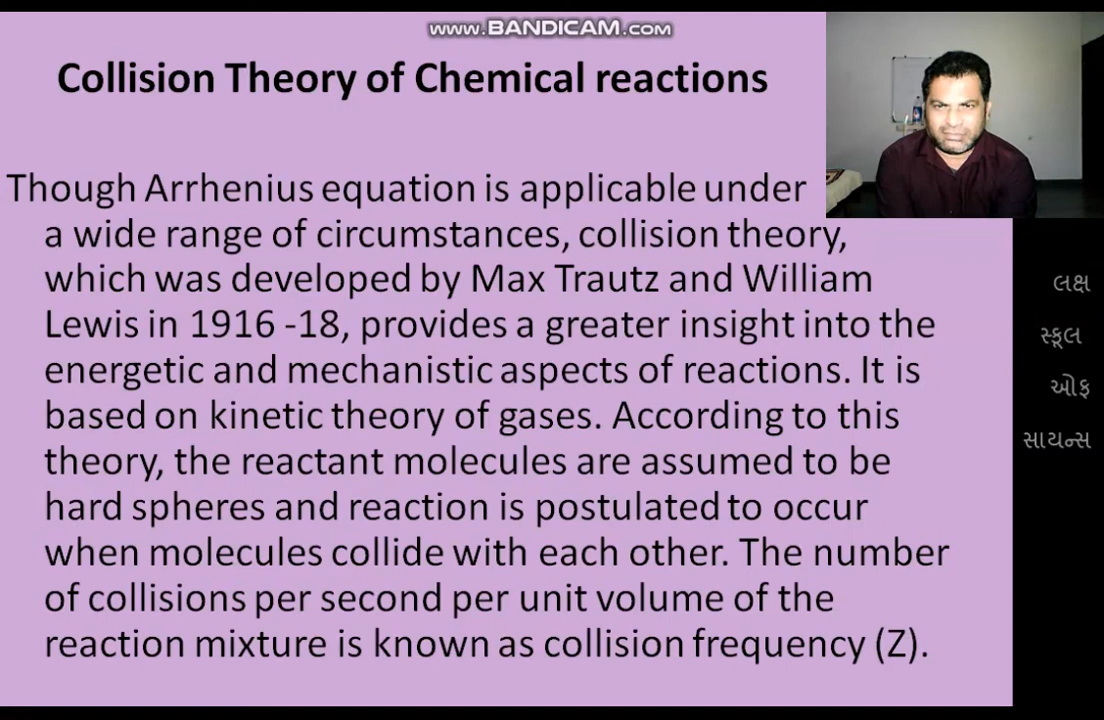 www.BANDICAM.com
Collision Theory of Chemical reactions
Though Arrhenius equation is applicable under
a wide range of circumstances, collision theory,
which was developed by Max Trautz and William
Lewis in 1916 -18, provides a greater insight into the
energetic and mechanistic aspects of reactions. It is
based on kinetic theory of gases. According to this
theory, the reactant molecules are assumed to be
hard spheres and reaction is postulated to occur
when molecules collide with each other. The number
of collisions per second per unit volume of the
reaction mixture is known as collision frequency (Z).
લક્ષ
સ્કૂલ
ઓફ
સાયન્સ